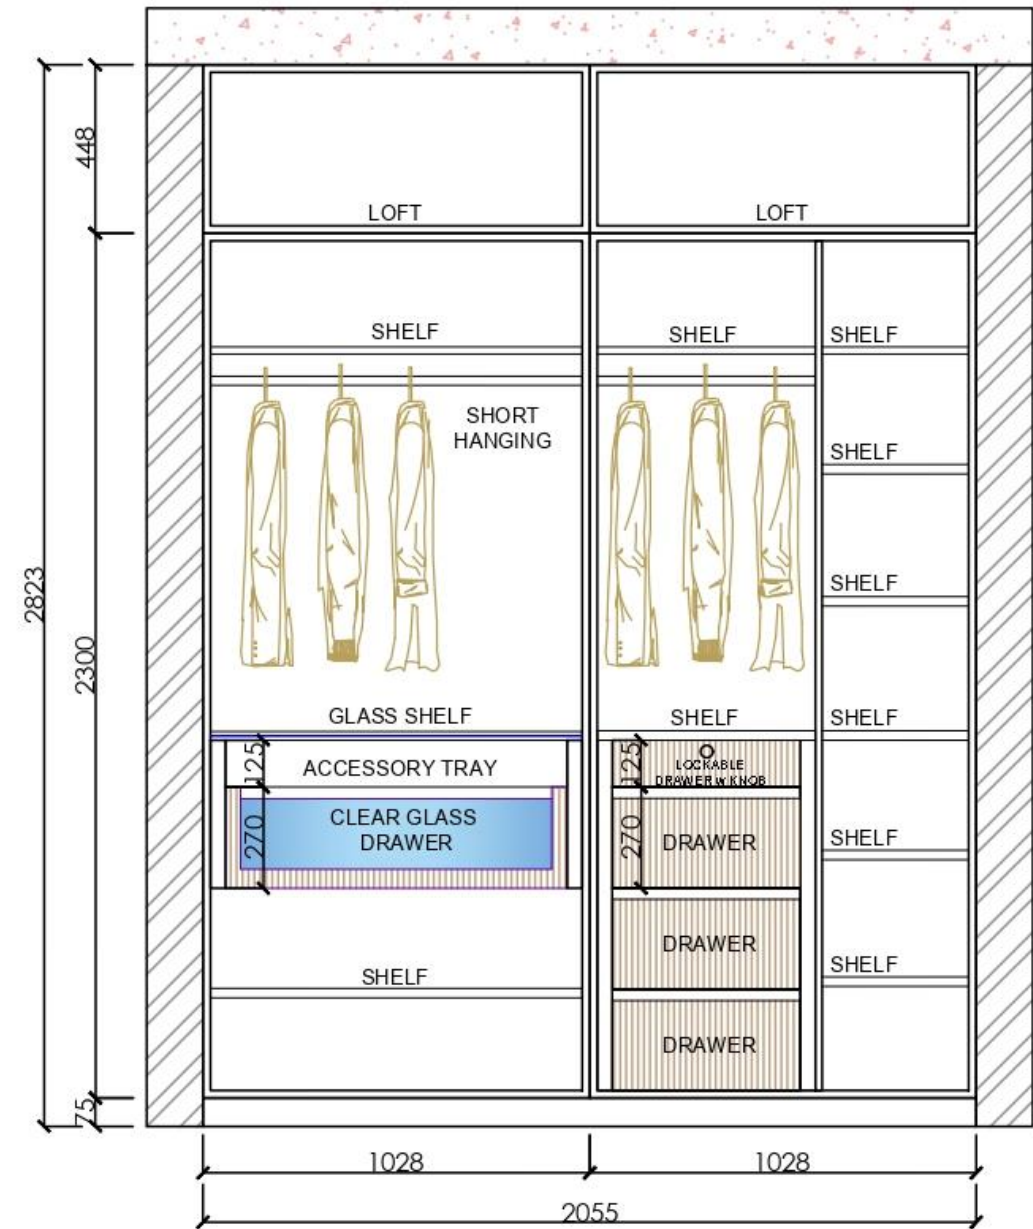 448
LOFT
LOFT
SHELF
SHELF
SHELF
SHORT
HANGING
SHELF
2823
2300
SHELF
GLASS SHELF
SHELF
SHELF
125
ACCESSORY TRAY
125
LOCKABLE
DRAWER w KNOB
270
CLEAR GLASS
DRAWER
270
DRAWER
SHELF
DRAWER
SHELF
SHELF
DRAWER
75
1028
1028
2055